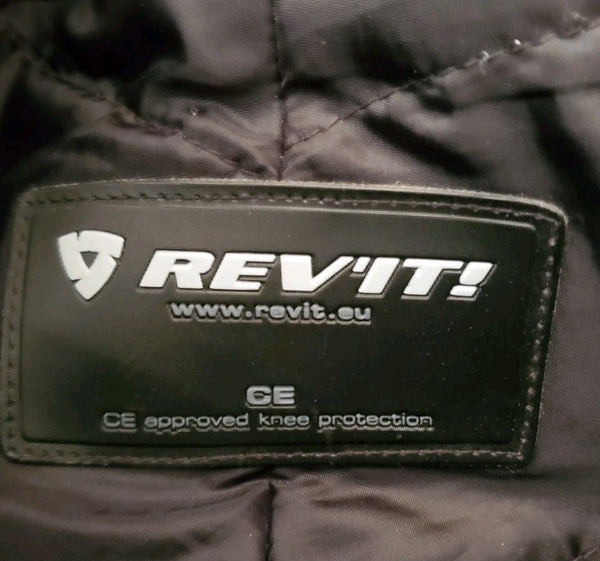 REV'IT!
www.revit.eu
CE
CE approved knee protection